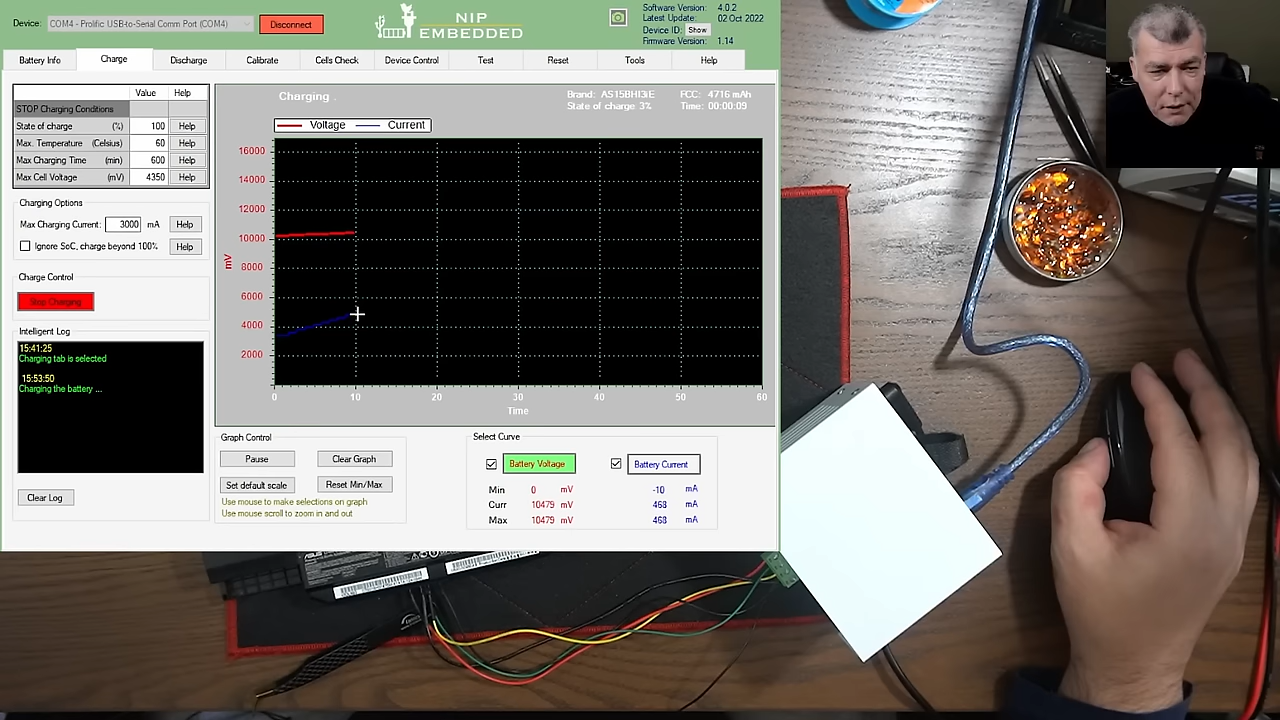 Device: COM4 - Prolific USB-to-Serial Comm Port (COM4) Disconnect
NIP
EMBEDDED
Software Version: 4.0.2
Latest Update: 02 Oct 2022
Device ID: Show
Firmware Version: 1.14
Battery Info Charge Discharge Calibrate Cells Check Device Control Test Reset Tools Help
Value Help
STOP Charging Conditions
State of charge (%) 100 Help
Max. Temperature (Celsius) 60 Help
Max Charging Time (min) 600 Help
Max Cell Voltage (mV) 4350 Help
Charging Options
Max Charging Current: 3000 mA Help
Ignore SoC, charge beyond 100% Help
Charge Control
Stop Charging
Intelligent Log
15:41:25
Charging tab is selected
15:53:50
Charging the battery ...
Clear Log
Charging .
Brand: AS15BHI3iE FCC: 4716 mAh
State of charge 3% Time: 00:00:09
Voltage Current
16000
14000
12000
10000
8000
6000
4000
2000
mV
0 10 20 30 40 50 60
Time
Graph Control
Pause Clear Graph
Set default scale Reset Min/Max
Use mouse to make selections on graph
Use mouse scroll to zoom in and out
Select Curve
Battery Voltage Battery Current
Min 0 mV -10 mA
Curr 10479 mV 468 mA
Max 10479 mV 468 mA